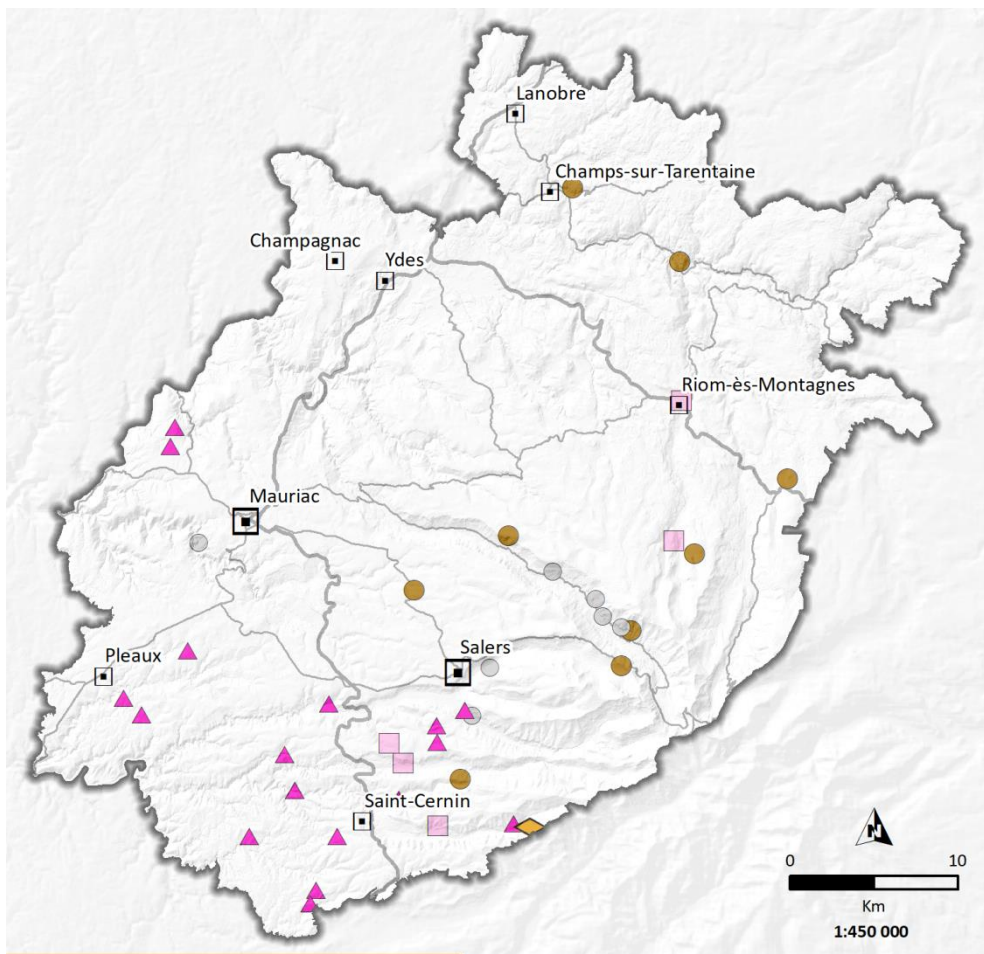 Lanobre
Champs-sur-Tarentaine
Champagnac
Ydes
Riom-ès-Montagnes
Mauriac
Salers
Pleaux
Saint-Cernin
N
0 10
Km
1:450 000